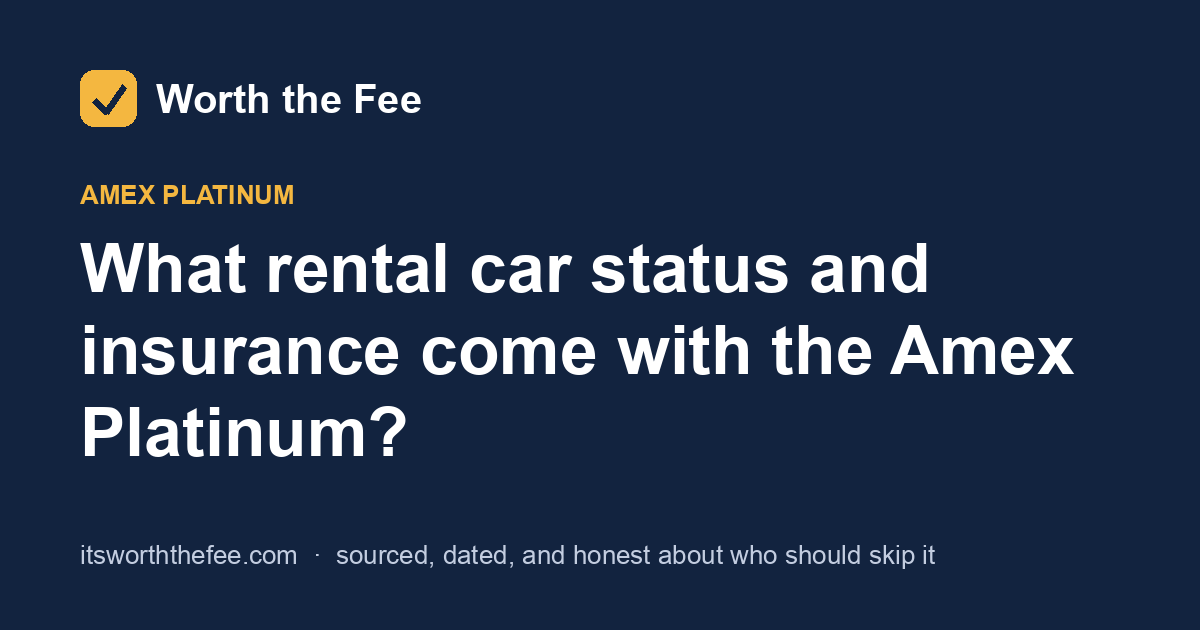 Worth the Fee
AMEX PLATINUM
What rental car status and
insurance come with the Amex
Platinum?
itsworththefee.com · sourced, dated, and honest about who should skip it